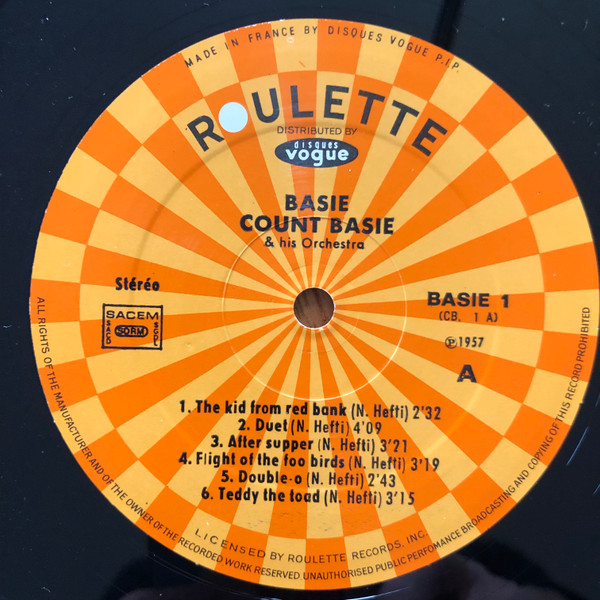 MADE IN FRANCE BY DISQUES VOGUE P.I.P.
ROULETTE
DISTRIBUTED BY
disques
vogue
BASIE
COUNT BASIE
& his Orchestra
Stéréo
SACEM
SACD
SDRM
SGDL
BASIE 1
(CB. 1 A)
℗1957
A
1. The kid from red bank (N. Hefti) 2'32
2. Duet (N. Hefti) 4'09
3. After supper (N. Hefti) 3'21
4. Flight of the foo birds (N. Hefti) 3'19
5. Double-o (N. Hefti) 2'43
6. Teddy the toad (N. Hefti) 3'15
LICENSED BY ROULETTE RECORDS, INC.
ALL RIGHTS OF THE MANUFACTURER AND OF THE OWNER OF THE RECORDED WORK RESERVED UNAUTHORISED PUBLIC PERFOMANCE BROADCASTING AND COPYING OF THIS RECORD PROHIBITED